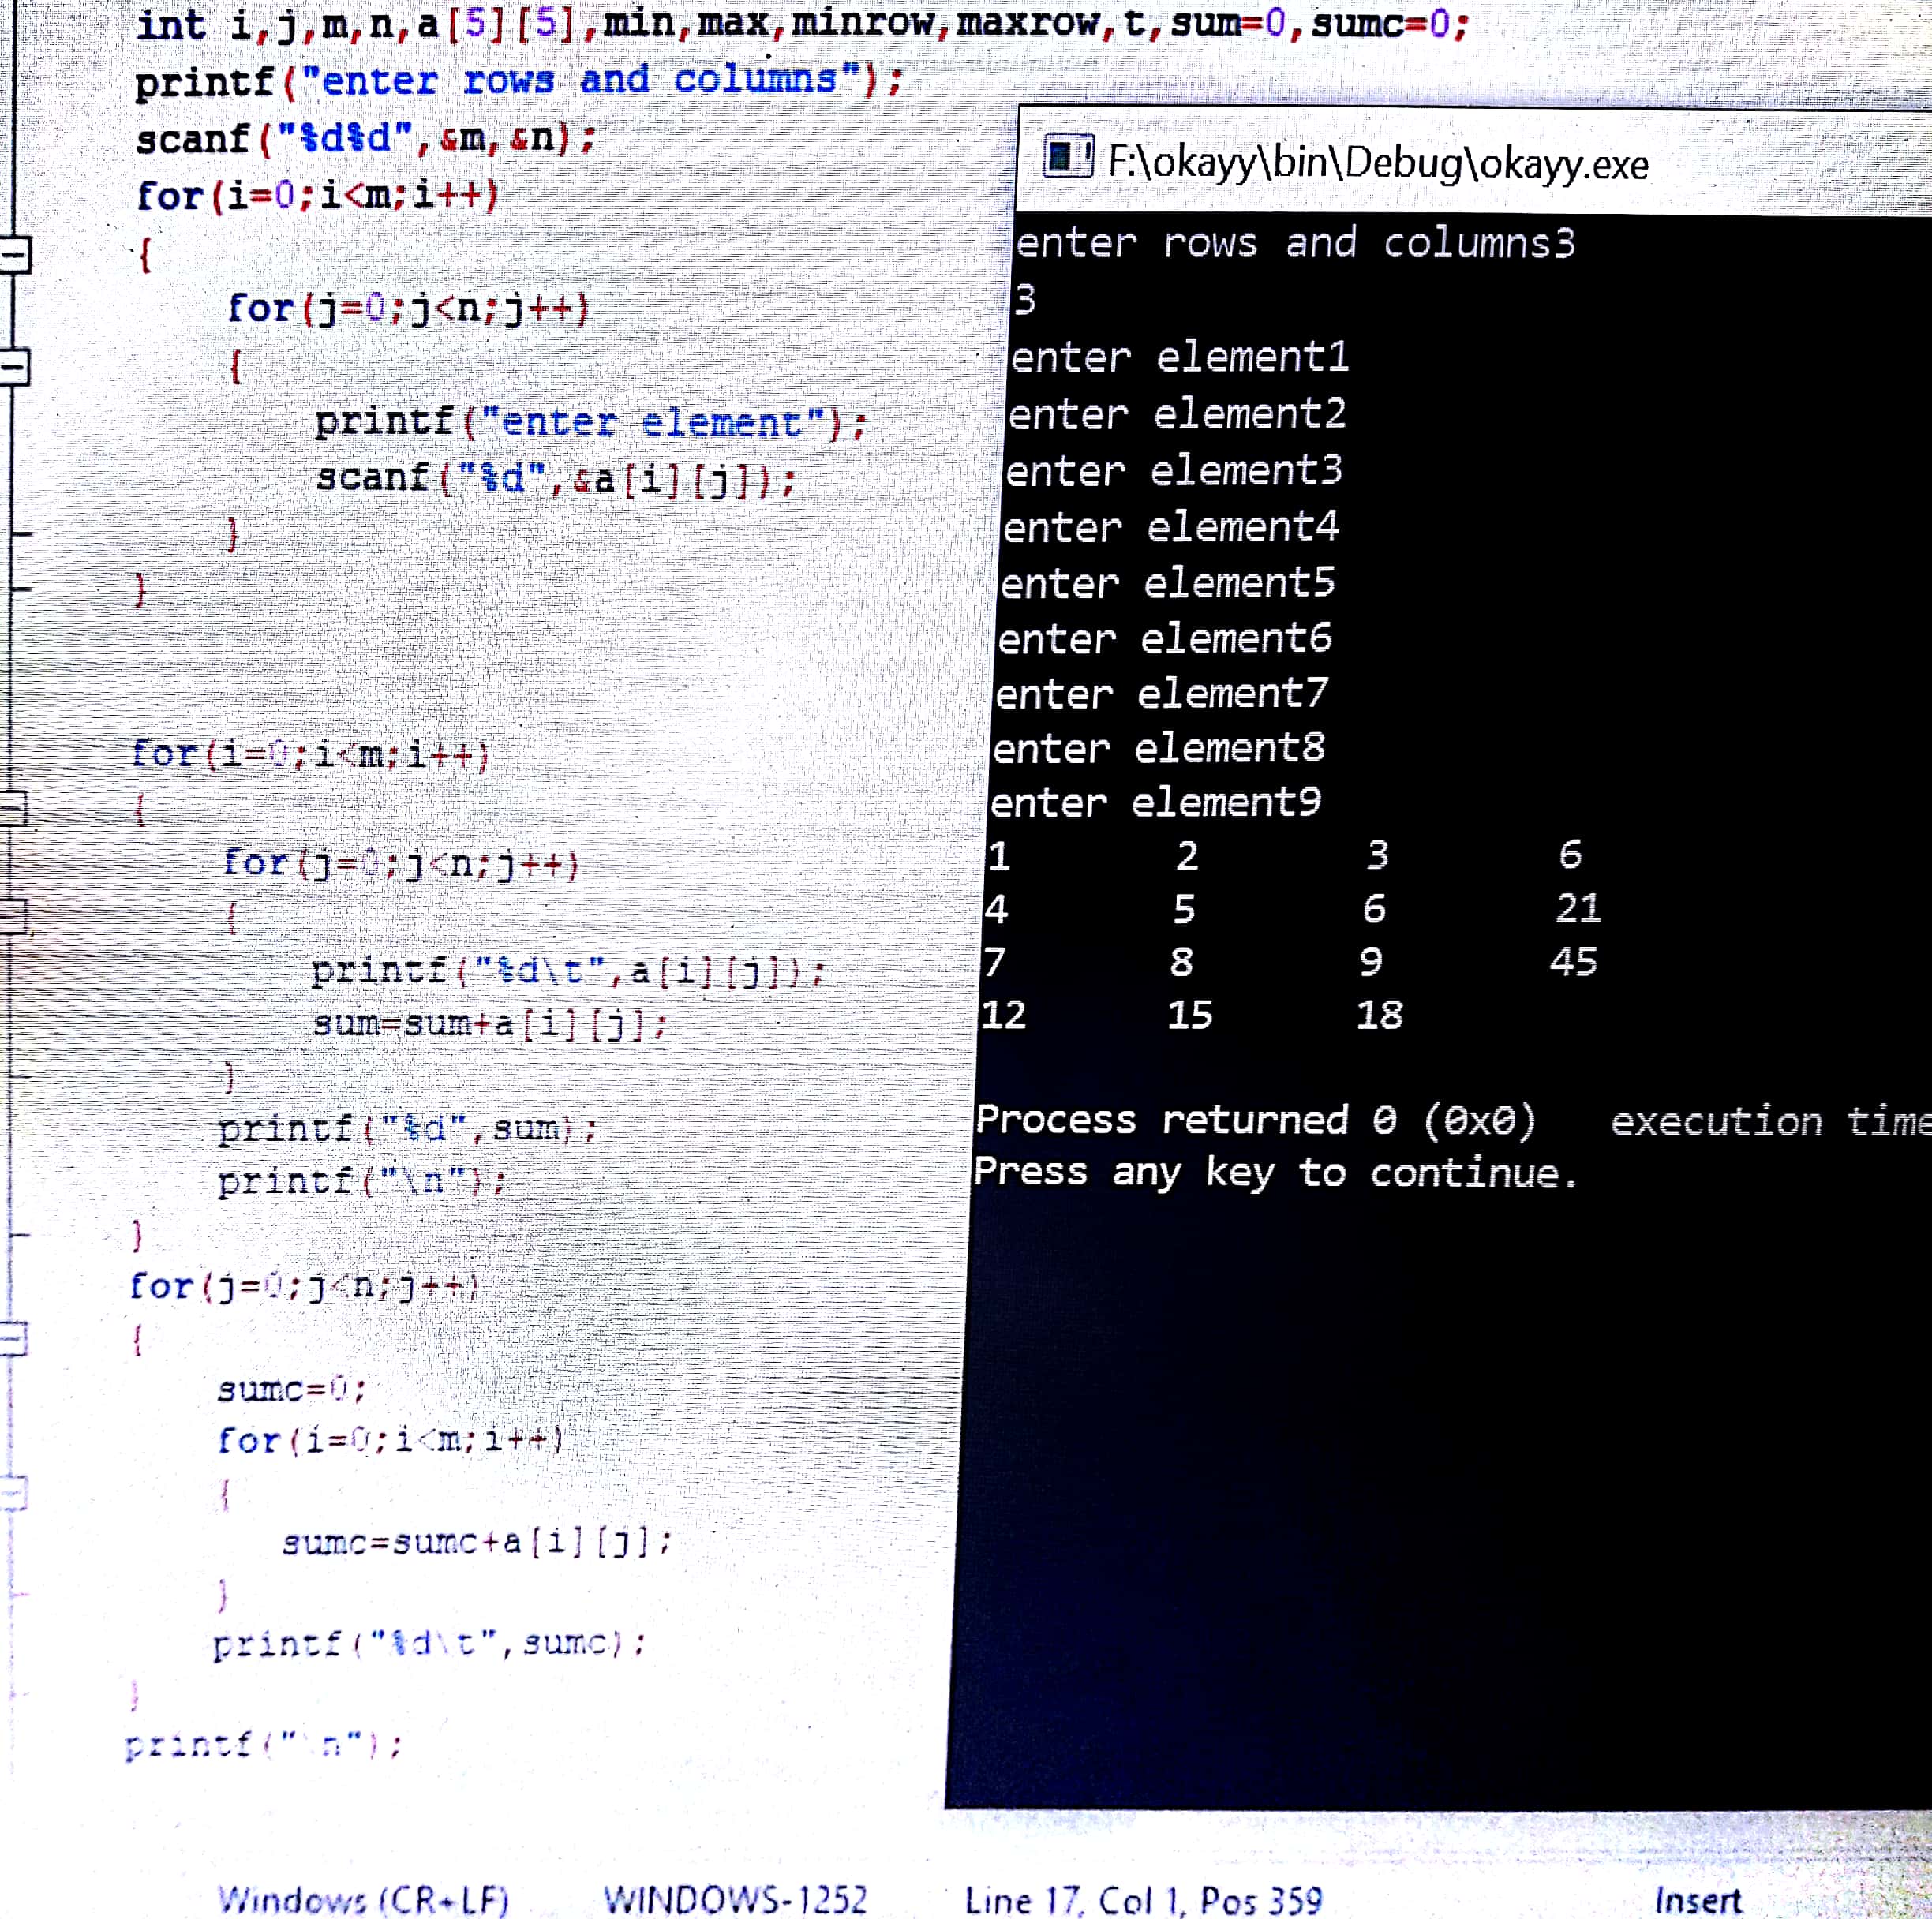 int i,j,m,n,a[5][5],min,max,minrow,maxrow,t,sum=0,sumc=0;
printf("enter rows and columns");
scanf("%d%d",&m,&n);
for(i=0;i<m;i++)
{
for(j=0;j<n;j++)
{
printf("enter element");
scanf("%d",&a[i][j]);
}
}
for(i=0;i<m;i++)
{
for(j=0;j<n;j++)
{
printf("%d\t",a[i][j]);
sum=sum+a[i][j];
}
printf("%d",sum);
printf("\n");
}
for(j=0;j<n;j++)
{
sumc=0;
for(i=0;i<m;i++)
{
sumc=sumc+a[i][j];
}
printf("%d\t",sumc);
}
printf("\n");
F:\okayy\bin\Debug\okayy.exe
enter rows and columns3
3
enter element1
enter element2
enter element3
enter element4
enter element5
enter element6
enter element7
enter element8
enter element9
1 2 3 6
4 5 6 21
7 8 9 45
12 15 18
Process returned 0 (0x0) execution time
Press any key to continue.
Windows (CR+LF) WINDOWS-1252 Line 17, Col 1, Pos 359 Insert